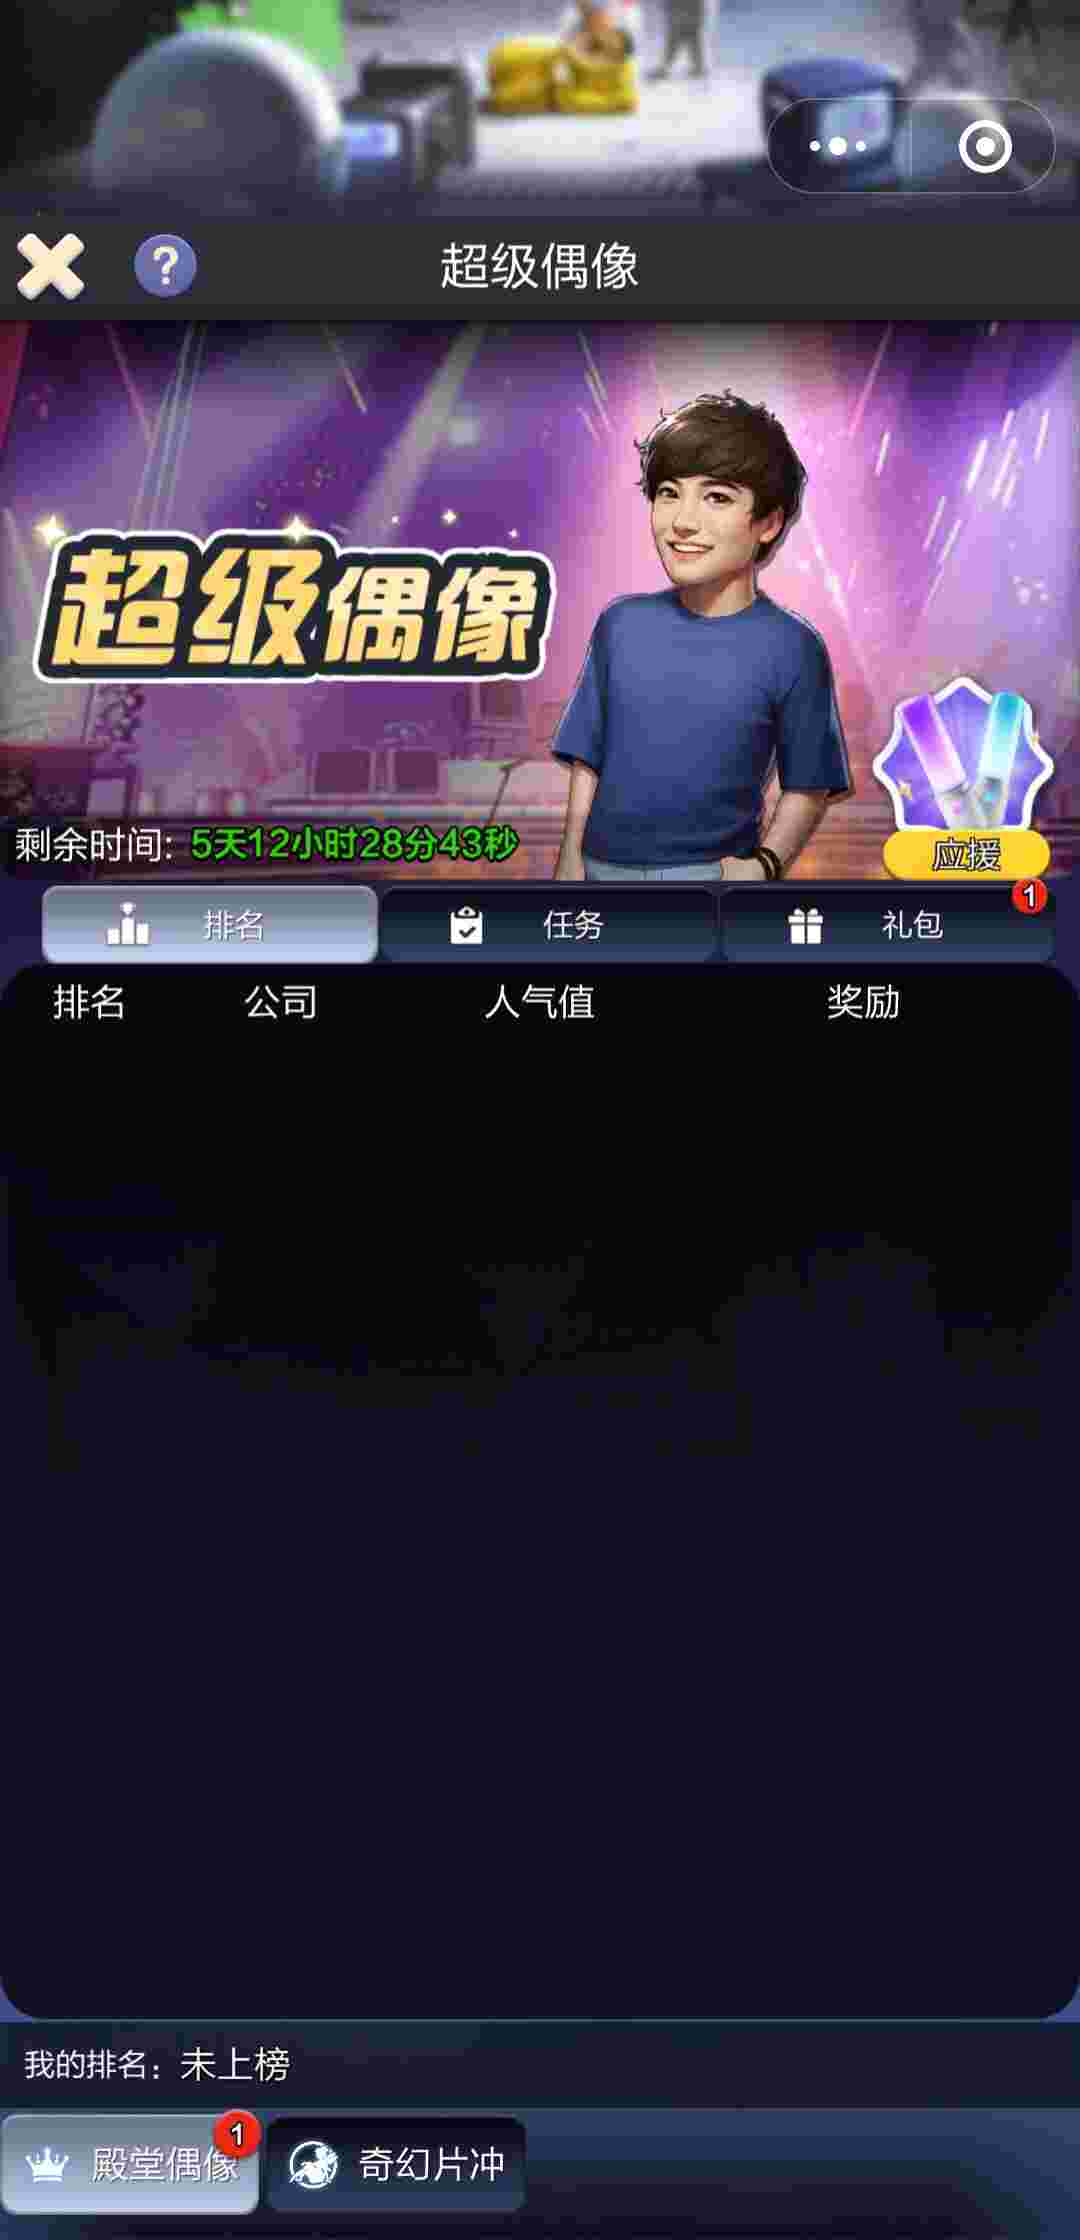 超级偶像
超级偶像
剩余时间: 5天12小时28分43秒
应援
排名 任务 礼包 1
排名 公司 人气值 奖励
我的排名: 未上榜
殿堂偶像 1 奇幻片冲